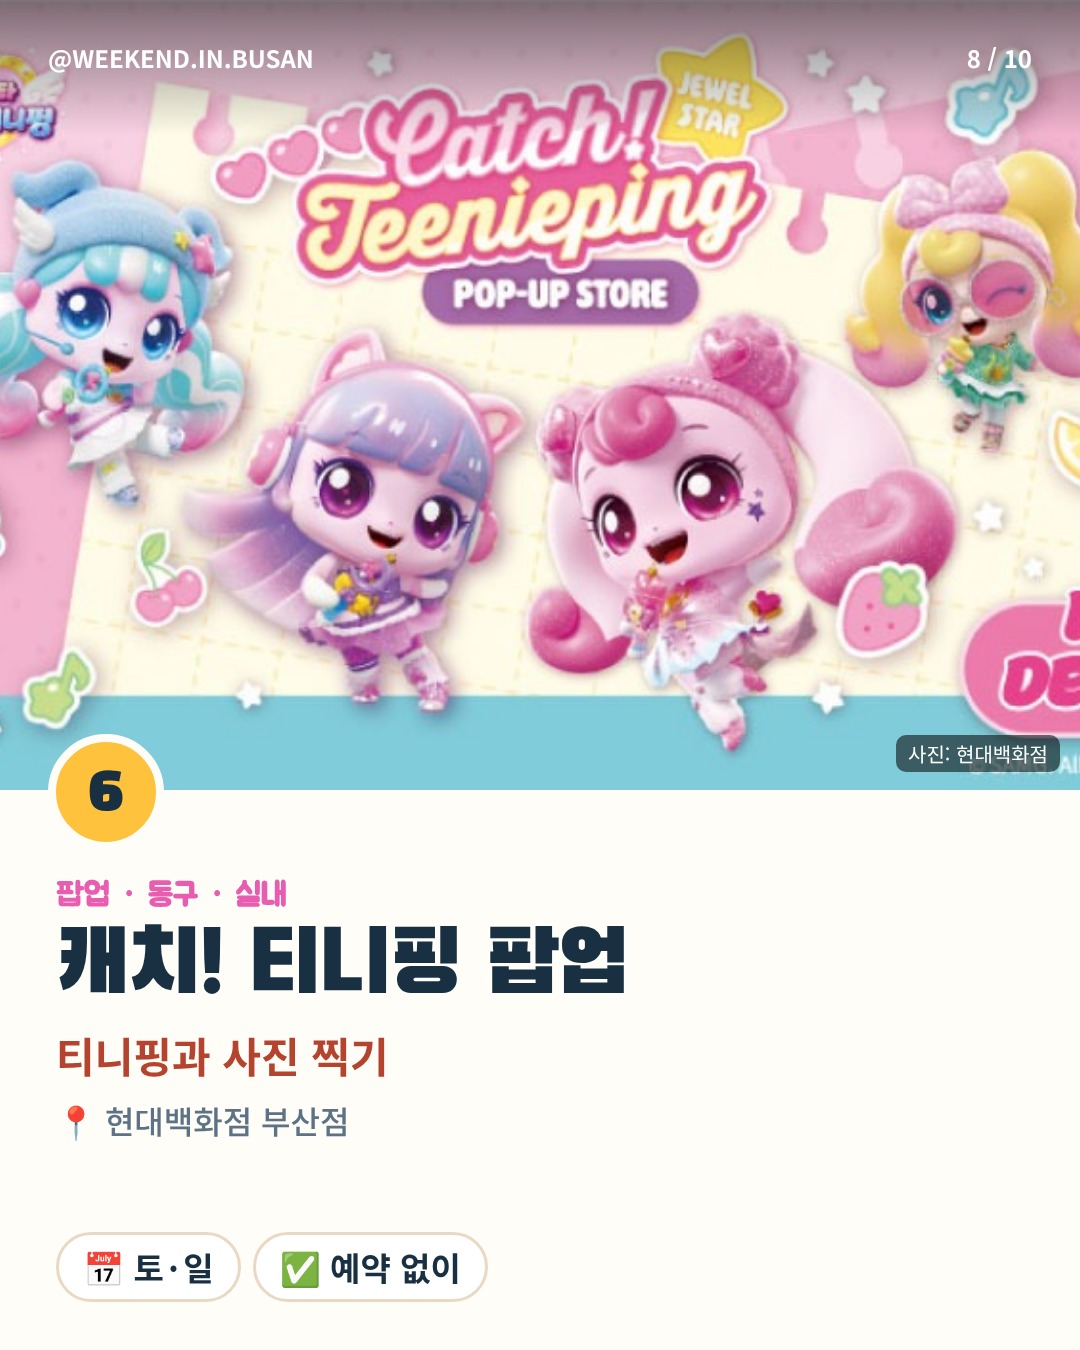 @WEEKEND.IN.BUSAN
8 / 10
Catch!
JEWEL
STAR
Teenieping
POP-UP STORE
사진: 현대백화점
6
팝업 · 동구 · 실내
캐치! 티니핑 팝업
티니핑과 사진 찍기
📍 현대백화점 부산점
📅 토·일
✅ 예약 없이